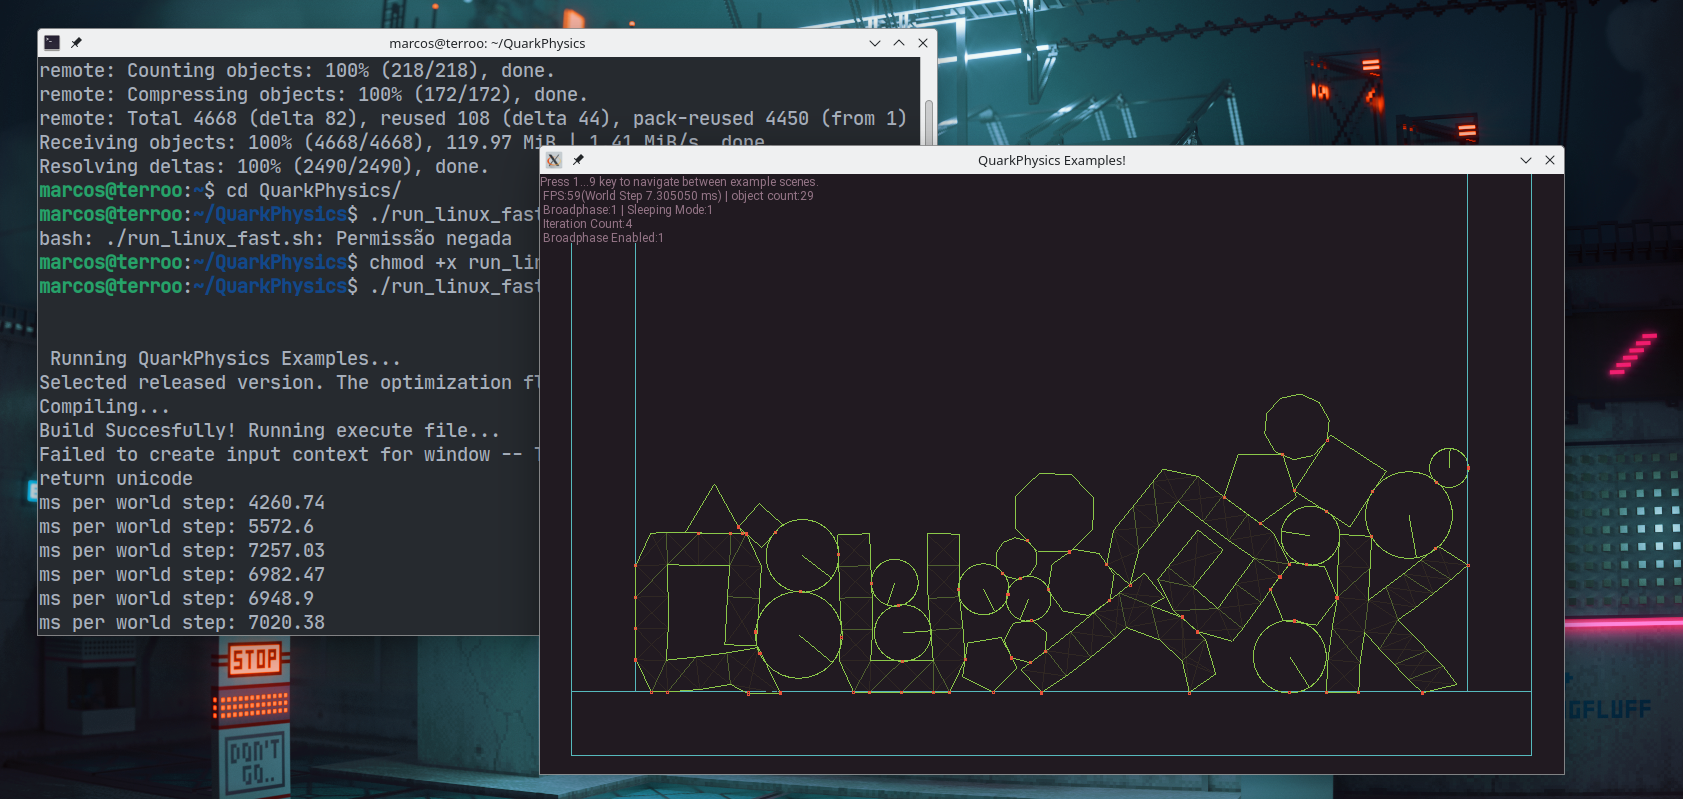 marcos@terroo: ~/QuarkPhysics
remote: Counting objects: 100% (218/218), done.
remote: Compressing objects: 100% (172/172), done.
remote: Total 4668 (delta 82), reused 108 (delta 44), pack-reused 4450 (from 1)
Receiving objects: 100% (4668/4668), 119.97 MiB | 1.41 MiB/s, done.
Resolving deltas: 100% (2490/2490), done.
marcos@terroo:~$ cd QuarkPhysics/
marcos@terroo:~/QuarkPhysics$ ./run_linux_fast
bash: ./run_linux_fast.sh: Permissão negada
marcos@terroo:~/QuarkPhysics$ chmod +x run_lin
marcos@terroo:~/QuarkPhysics$ ./run_linux_fast
Running QuarkPhysics Examples...
Selected released version. The optimization fl
Compiling...
Build Succesfully! Running execute file...
Failed to create input context for window --
return unicode
ms per world step: 4260.74
ms per world step: 5572.6
ms per world step: 7257.03
ms per world step: 6982.47
ms per world step: 6948.9
ms per world step: 7020.38
QuarkPhysics Examples!
Press 1...9 key to navigate between example scenes.
FPS:59(World Step 7.305050 ms) | object count:29
Broadphase:1 | Sleeping Mode:1
Iteration Count:4
Broadphase Enabled:1
STOP
DON'T
GO..
GFLUFF